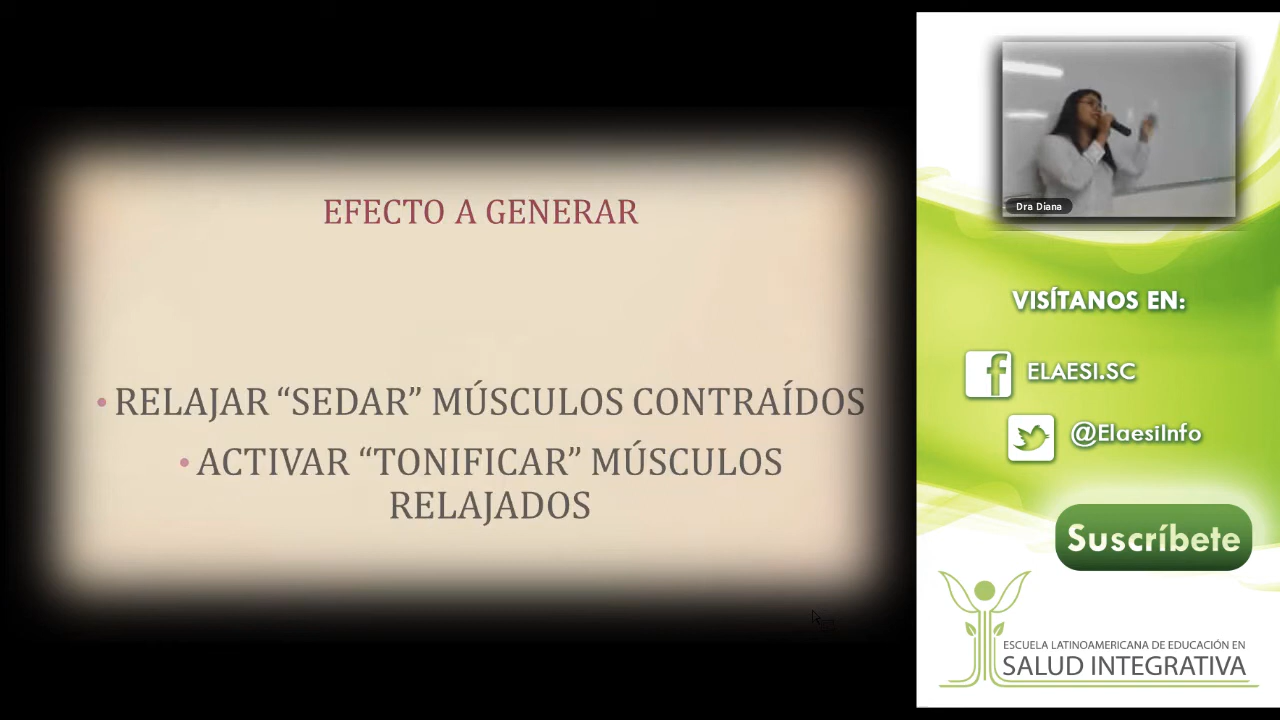 EFECTO A GENERAR
• RELAJAR “SEDAR” MÚSCULOS CONTRAÍDOS
• ACTIVAR “TONIFICAR” MÚSCULOS
RELAJADOS
Dra Diana
VISÍTANOS EN:
ELAESI.SC
@ElaesiInfo
Suscríbete
ESCUELA LATINOAMERICANA DE EDUCACIÓN EN
SALUD INTEGRATIVA